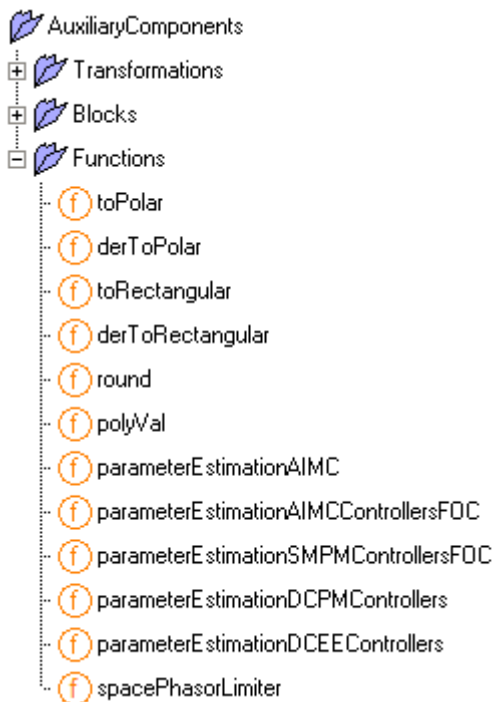 AuxiliaryComponents
Transformations
Blocks
Functions
f toPolar
f derToPolar
f toRectangular
f derToRectangular
f round
f polyVal
f parameterEstimationAIMC
f parameterEstimationAIMCControllersFOC
f parameterEstimationSMPMControllersFOC
f parameterEstimationDCPMControllers
f parameterEstimationDCEEControllers
f spacePhasorLimiter